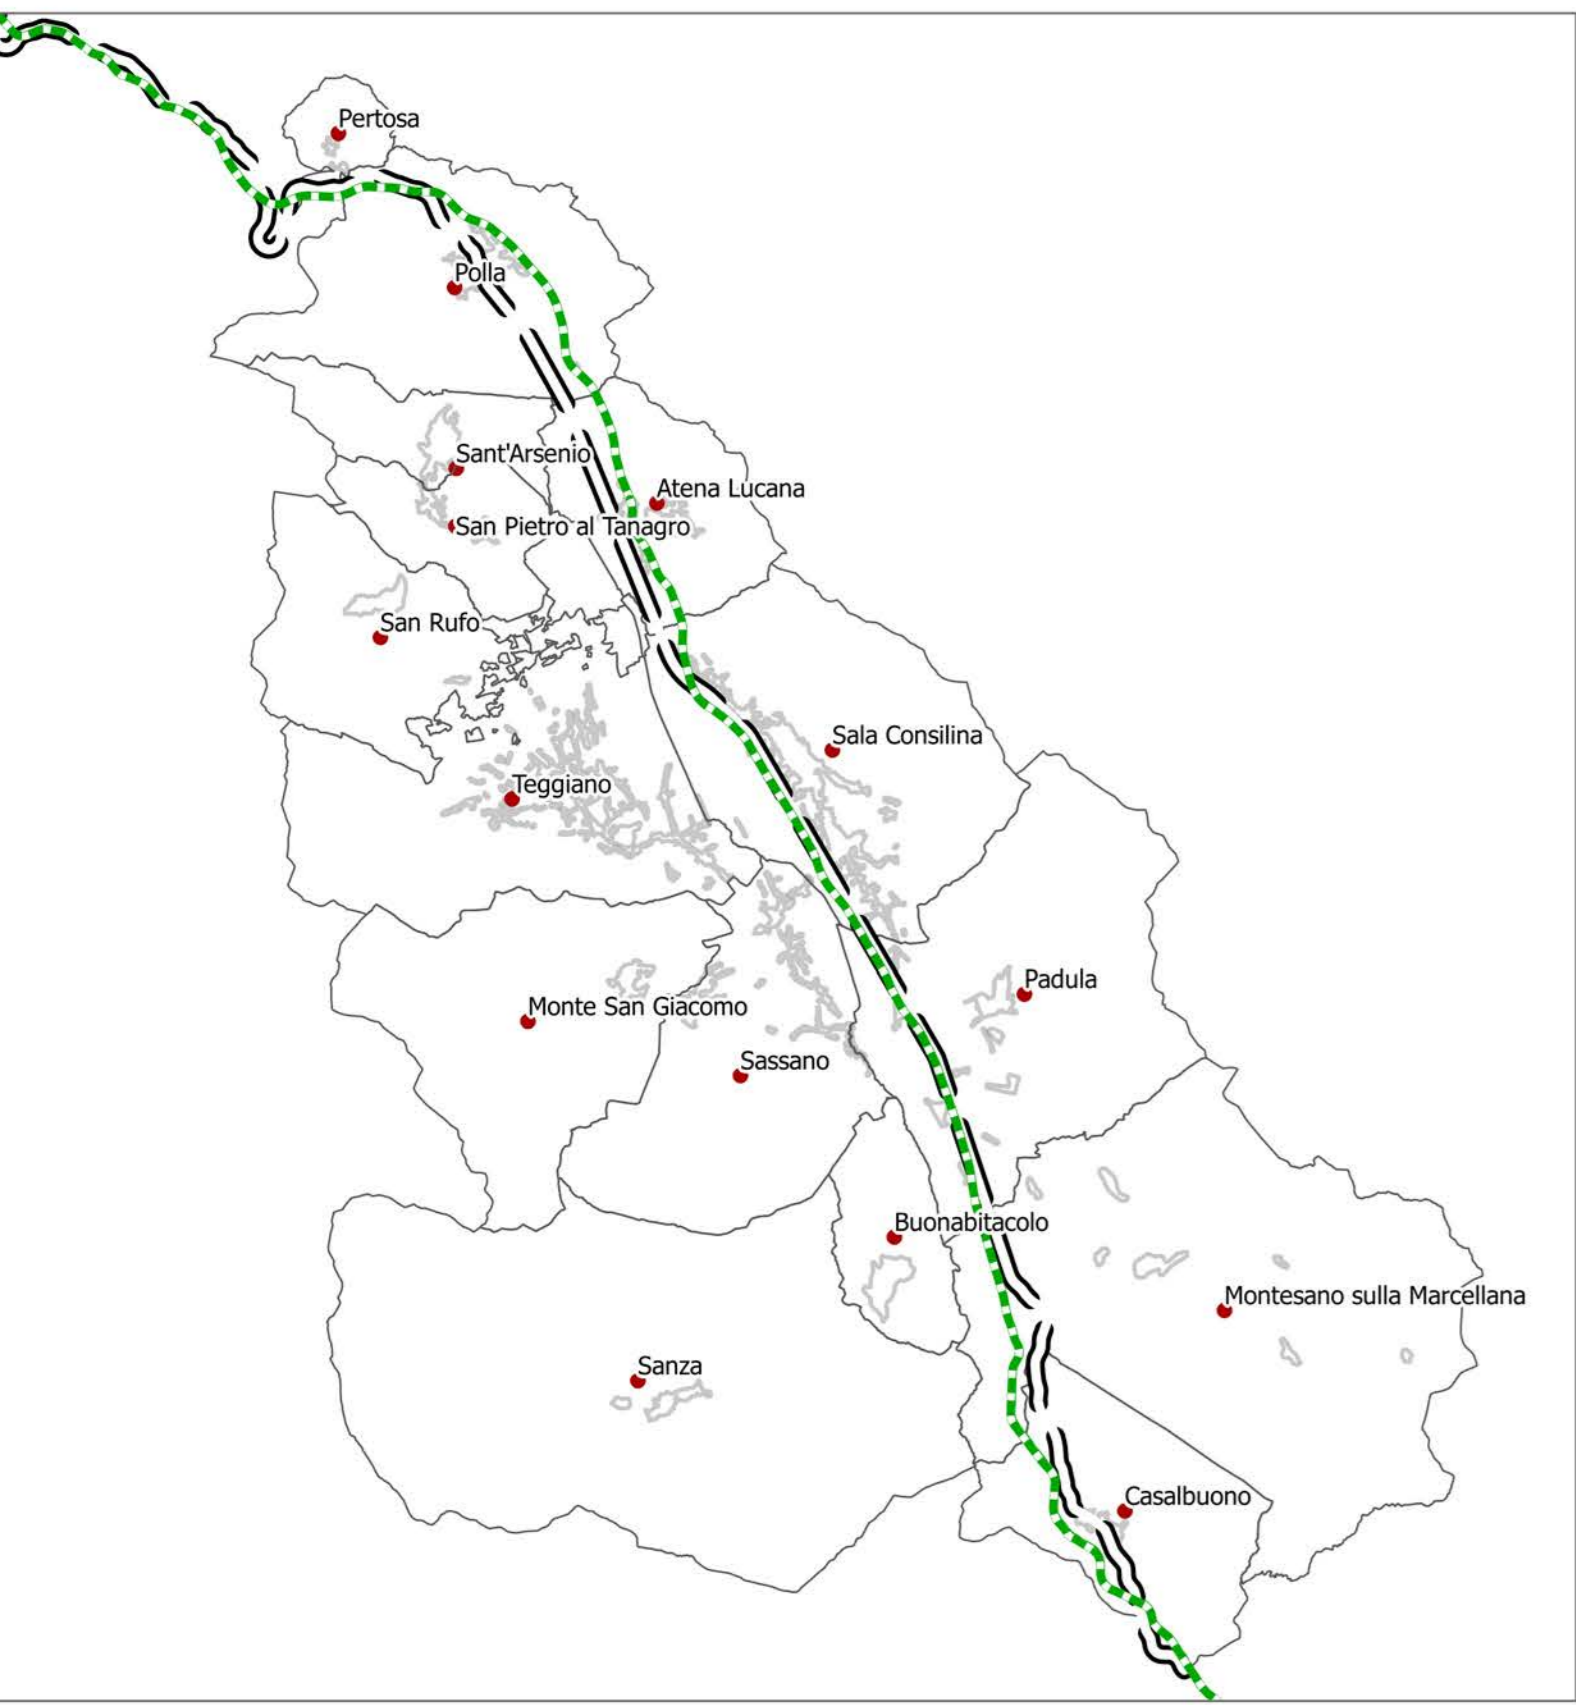 Pertosa
Polla
Sant'Arsenio
Atena Lucana
San Pietro al Tanagro
San Rufo
Sala Consilina
Teggiano
Padula
Monte San Giacomo
Sassano
Buonabitacolo
Montesano sulla Marcellana
Sanza
Casalbuono